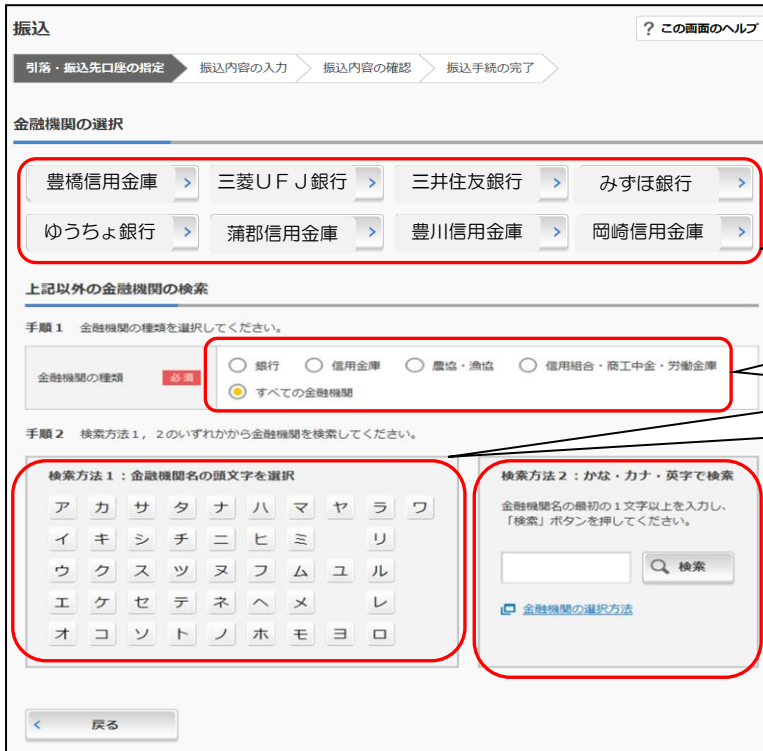 振込
? この画面のヘルプ
引落・振込先口座の指定 振込内容の入力 振込内容の確認 振込手続の完了
金融機関の選択
豊橋信用金庫 三菱UFJ銀行 三井住友銀行 みずほ銀行
ゆうちょ銀行 蒲郡信用金庫 豊川信用金庫 岡崎信用金庫
上記以外の金融機関の検索
手順1 金融機関の種類を選択してください。
金融機関の種類 必須 銀行 信用金庫 農協・漁協 信用組合・商工中金・労働金庫
すべての金融機関
手順2 検索方法1，2のいずれかから金融機関を検索してください。
検索方法1：金融機関名の頭文字を選択
ア カ サ タ ナ ハ マ ヤ ラ ワ
イ キ シ チ ニ ヒ ミ リ
ウ ク ス ツ ヌ フ ム ユ ル
エ ケ セ テ ネ ヘ メ レ
オ コ ソ ト ノ ホ モ ヨ ロ
検索方法2：かな・カナ・英字で検索
金融機関名の最初の1文字以上を入力し、
「検索」ボタンを押してください。
検索
金融機関の選択方法
戻る